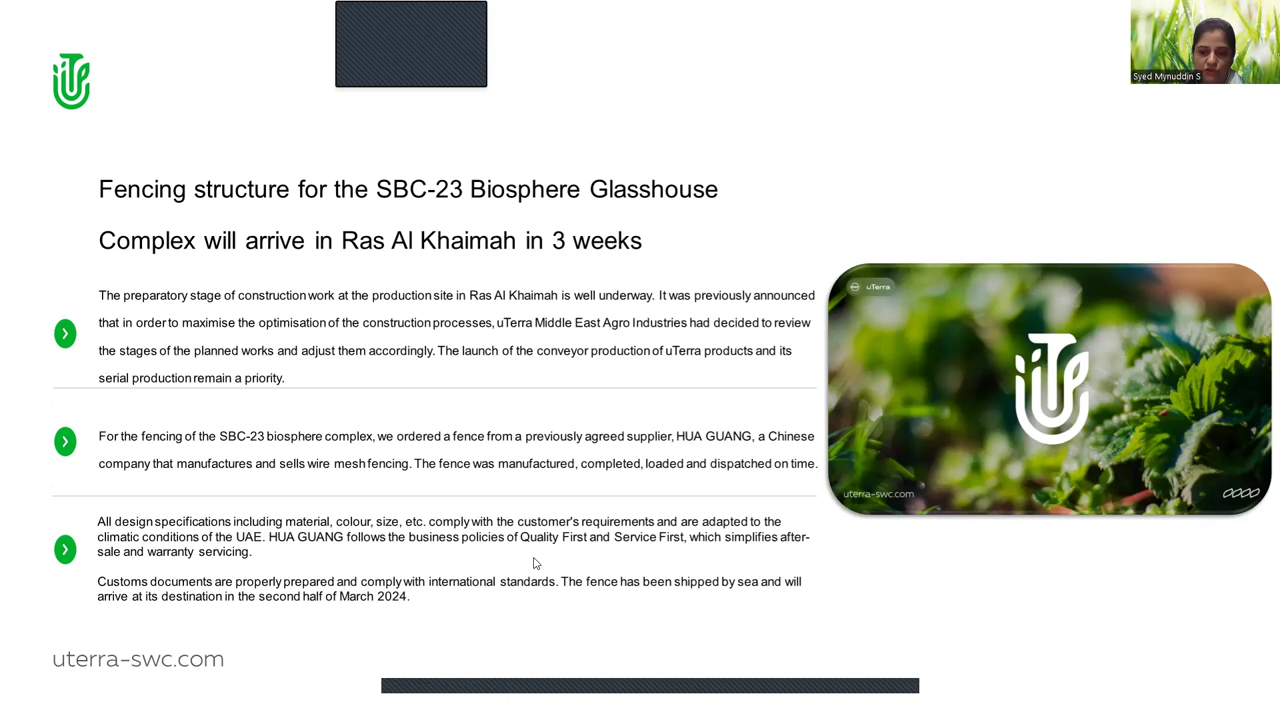 Syed Mynuddin S
Fencing structure for the SBC-23 Biosphere Glasshouse
Complex will arrive in Ras Al Khaimah in 3 weeks
The preparatory stage of construction work at the production site in Ras Al Khaimah is well underway. It was previously announced
that in order to maximise the optimisation of the construction processes, uTerra Middle East Agro Industries had decided to review
the stages of the planned works and adjust them accordingly. The launch of the conveyor production of uTerra products and its
serial production remain a priority.
For the fencing of the SBC-23 biosphere complex, we ordered a fence from a previously agreed supplier, HUA GUANG, a Chinese
company that manufactures and sells wire mesh fencing. The fence was manufactured, completed, loaded and dispatched on time.
All design specifications including material, colour, size, etc. comply with the customer's requirements and are adapted to the
climatic conditions of the UAE. HUA GUANG follows the business policies of Quality First and Service First, which simplifies after-
sale and warranty servicing.
Customs documents are properly prepared and comply with international standards. The fence has been shipped by sea and will
arrive at its destination in the second half of March 2024.
uTerra
uterra-swc.com
uterra-swc.com